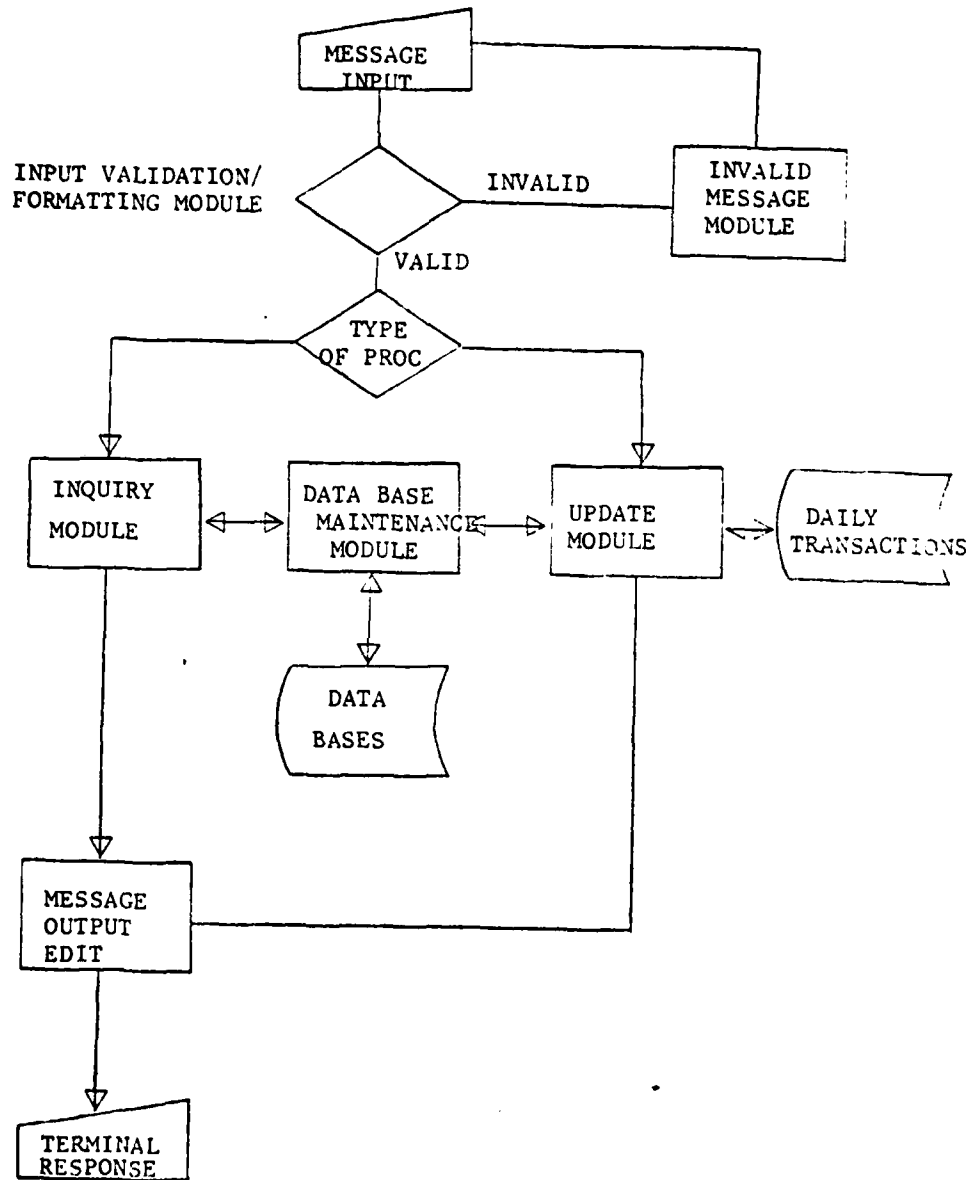 MESSAGE
INPUT
INPUT VALIDATION/
FORMATTING MODULE
INVALID
INVALID
MESSAGE
MODULE
VALID
TYPE
OF PROC
INQUIRY
MODULE
DATA BASE
MAINTENANCE
MODULE
UPDATE
MODULE
DAILY
TRANSACTIONS
DATA
BASES
MESSAGE
OUTPUT
EDIT
TERMINAL
RESPONSE